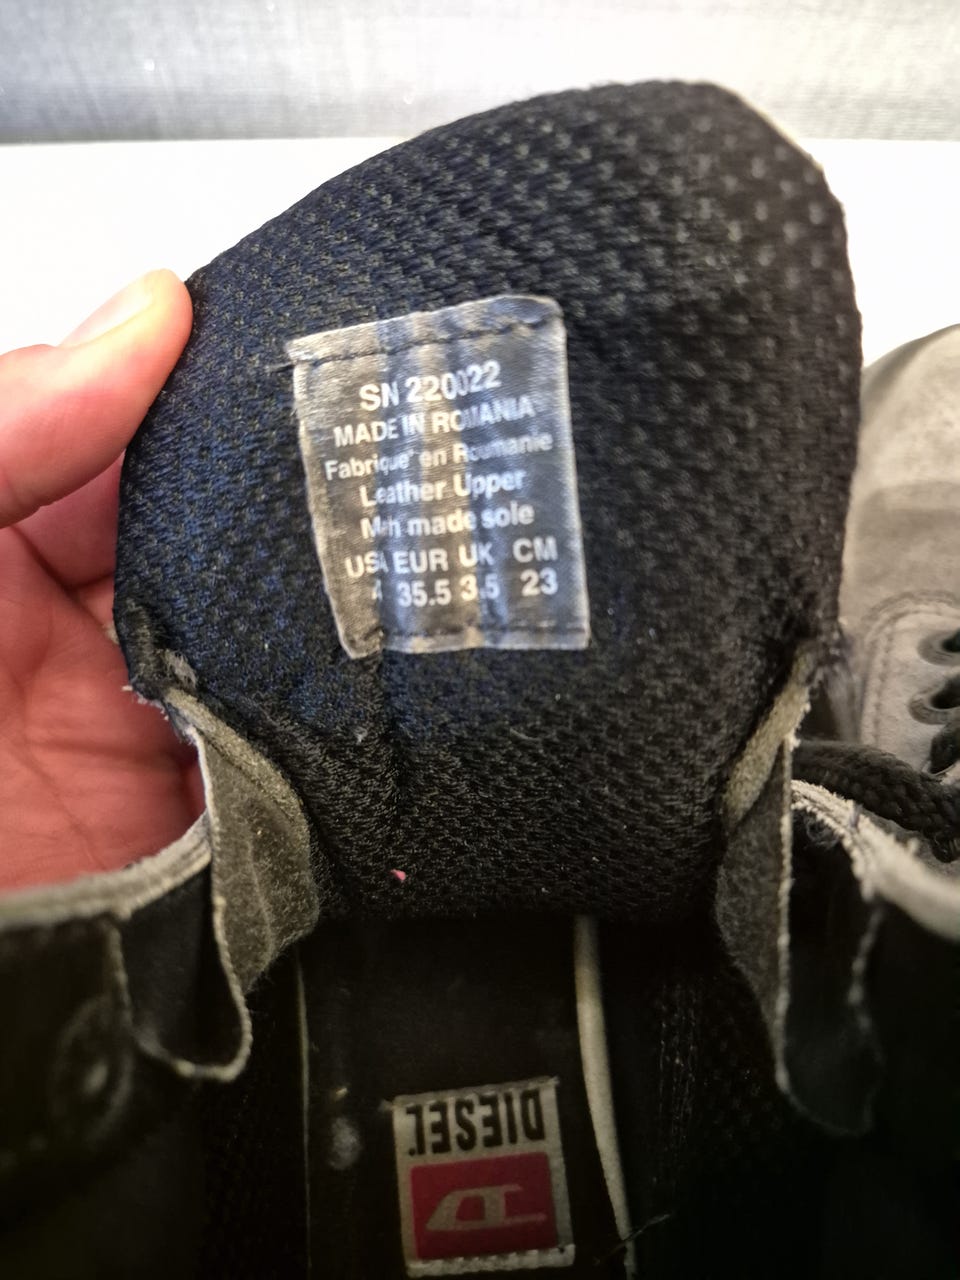 SN 220022
MADE IN ROMANIA
Fabriqué en Roumanie
Leather Upper
Man made sole
USA EUR UK CM
4 35.5 3.5 23
DIESEL
D